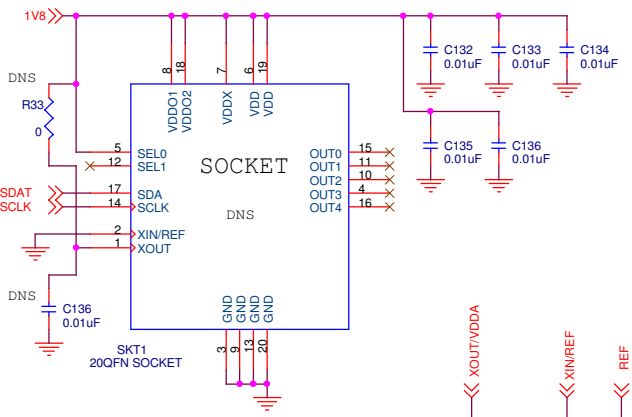 1V8
DNS
R33
0
SDAT
SCLK
DNS
C136
0.01uF
8
18
7
6
19
VDDO1
VDDO2
VDDX
VDD
VDD
5
12
17
14
2
1
SEL0
SEL1
SDA
SCLK
XIN/REF
XOUT
SOCKET
DNS
OUT0
OUT1
OUT2
OUT3
OUT4
15
11
10
4
16
GND
GND
GND
GND
3
9
13
20
SKT1
20QFN SOCKET
C132
0.01uF
C133
0.01uF
C134
0.01uF
C135
0.01uF
C136
0.01uF
XOUT/VDDA
XIN/REF
REF